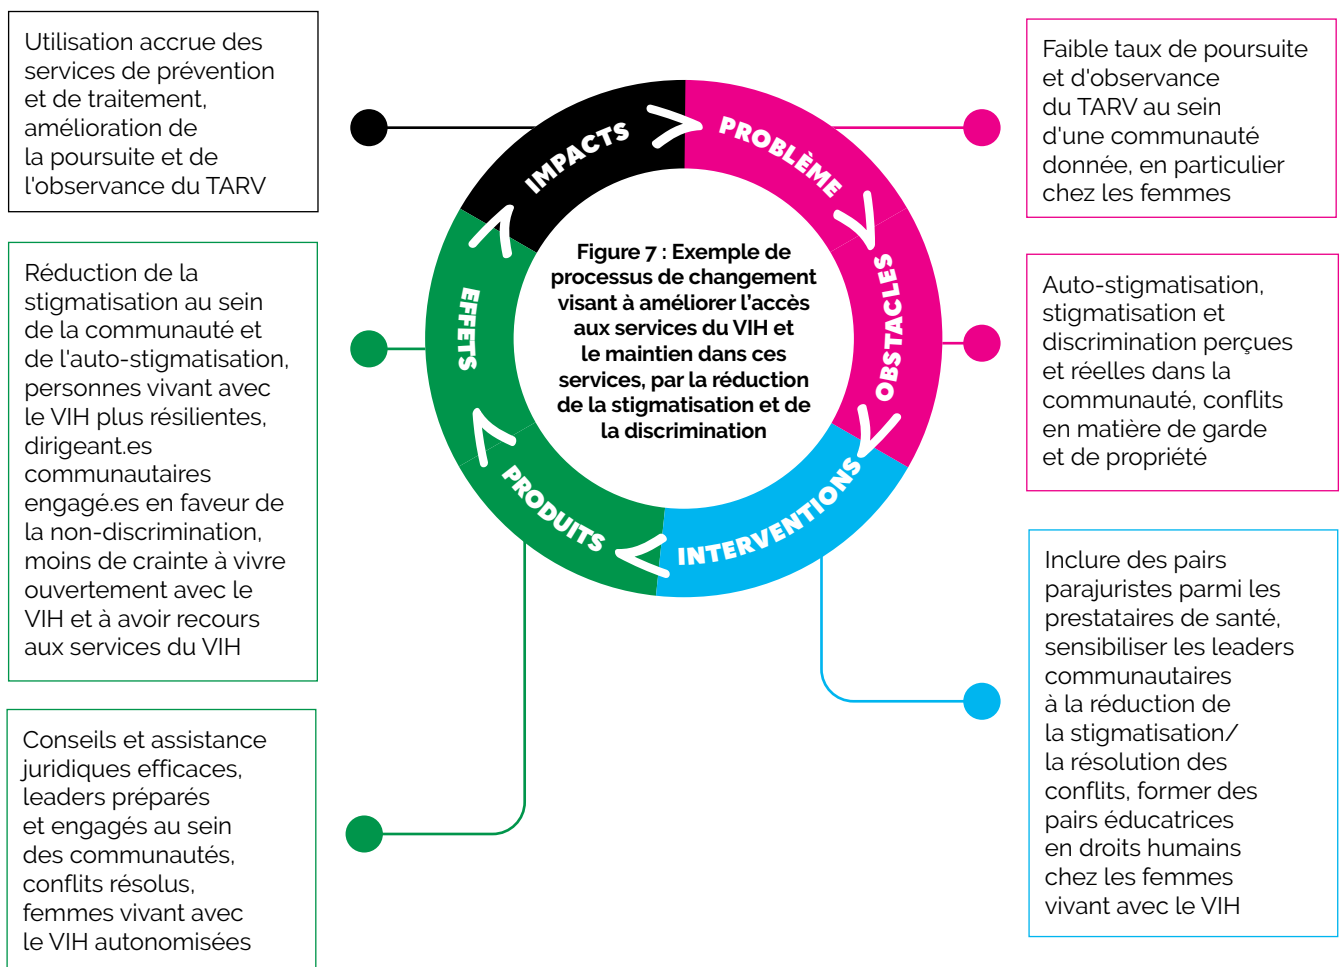 Utilisation accrue des
services de prévention
et de traitement,
amélioration de
la poursuite et de
l'observance du TARV
Réduction de la
stigmatisation au sein
de la communauté et
de l'auto-stigmatisation,
personnes vivant avec
le VIH plus résilientes,
dirigeant.es
communautaires
engagé.es en faveur de
la non-discrimination,
moins de crainte à vivre
ouvertement avec le
VIH et à avoir recours
aux services du VIH
Conseils et assistance
juridiques efficaces,
leaders préparés
et engagés au sein
des communautés,
conflits résolus,
femmes vivant avec
le VIH autonomisées
IMPACTS
PROBLÈME
OBSTACLES
INTERVENTIONS
PRODUITS
EFFETS
Figure 7 : Exemple de
processus de changement
visant à améliorer l'accès
aux services du VIH et
le maintien dans ces
services, par la réduction
de la stigmatisation et de
la discrimination
Faible taux de poursuite
et d'observance
du TARV au sein
d'une communauté
donnée, en particulier
chez les femmes
Auto-stigmatisation,
stigmatisation et
discrimination perçues
et réelles dans la
communauté, conflits
en matière de garde
et de propriété
Inclure des pairs
parajuristes parmi les
prestataires de santé,
sensibiliser les leaders
communautaires
à la réduction de
la stigmatisation/
la résolution des
conflits, former des
pairs éducatrices
en droits humains
chez les femmes
vivant avec le VIH